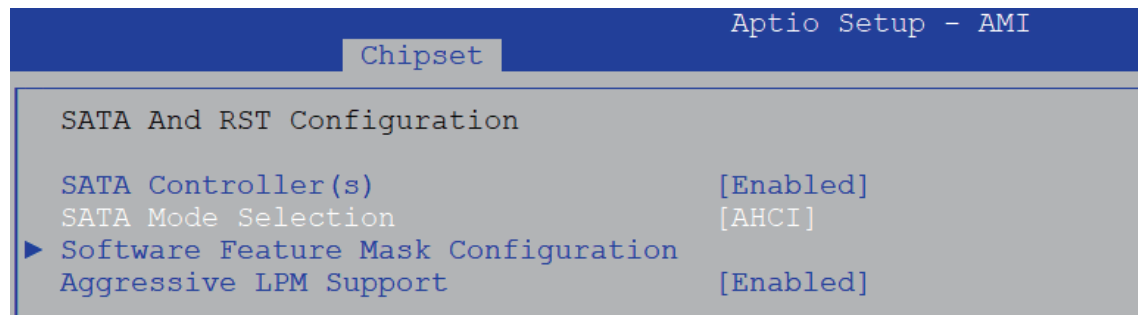 Aptio Setup - AMI
Chipset
SATA And RST Configuration
SATA Controller(s) [Enabled]
SATA Mode Selection [AHCI]
Software Feature Mask Configuration
Aggressive LPM Support [Enabled]